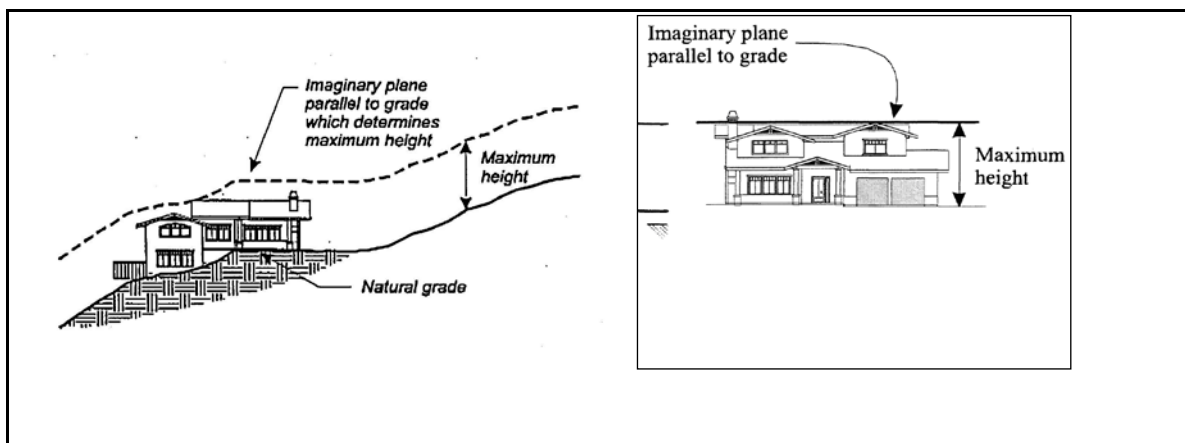 Imaginary plane
parallel to grade
which determines
maximum height
Maximum
height
Natural grade
Imaginary plane
parallel to grade
Maximum
height